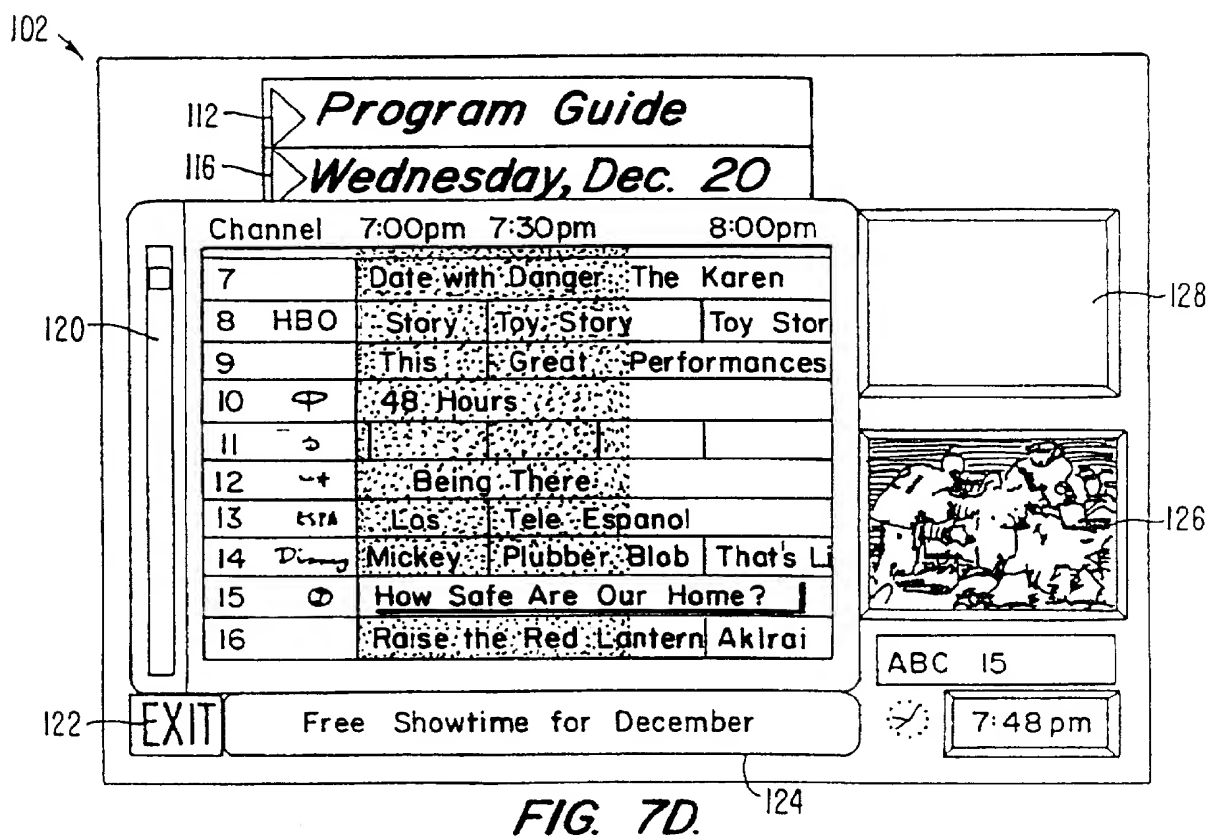 102
112
Program Guide
116
Wednesday, Dec. 20
Channel 7:00pm 7:30pm 8:00pm
7 Date with Danger The Karen
8 HBO Story Toy Story Toy Stor
9 This Great Performances
10 48 Hours
11
12 Being There
13 Los Tele Espanol
14 Mickey Plubber Blob That's Li
15 How Safe Are Our Home?
16 Raise the Red Lantern AkIrai
120
128
126
ABC 15
122
EXIT Free Showtime for December 7:48pm
124
FIG. 7D.